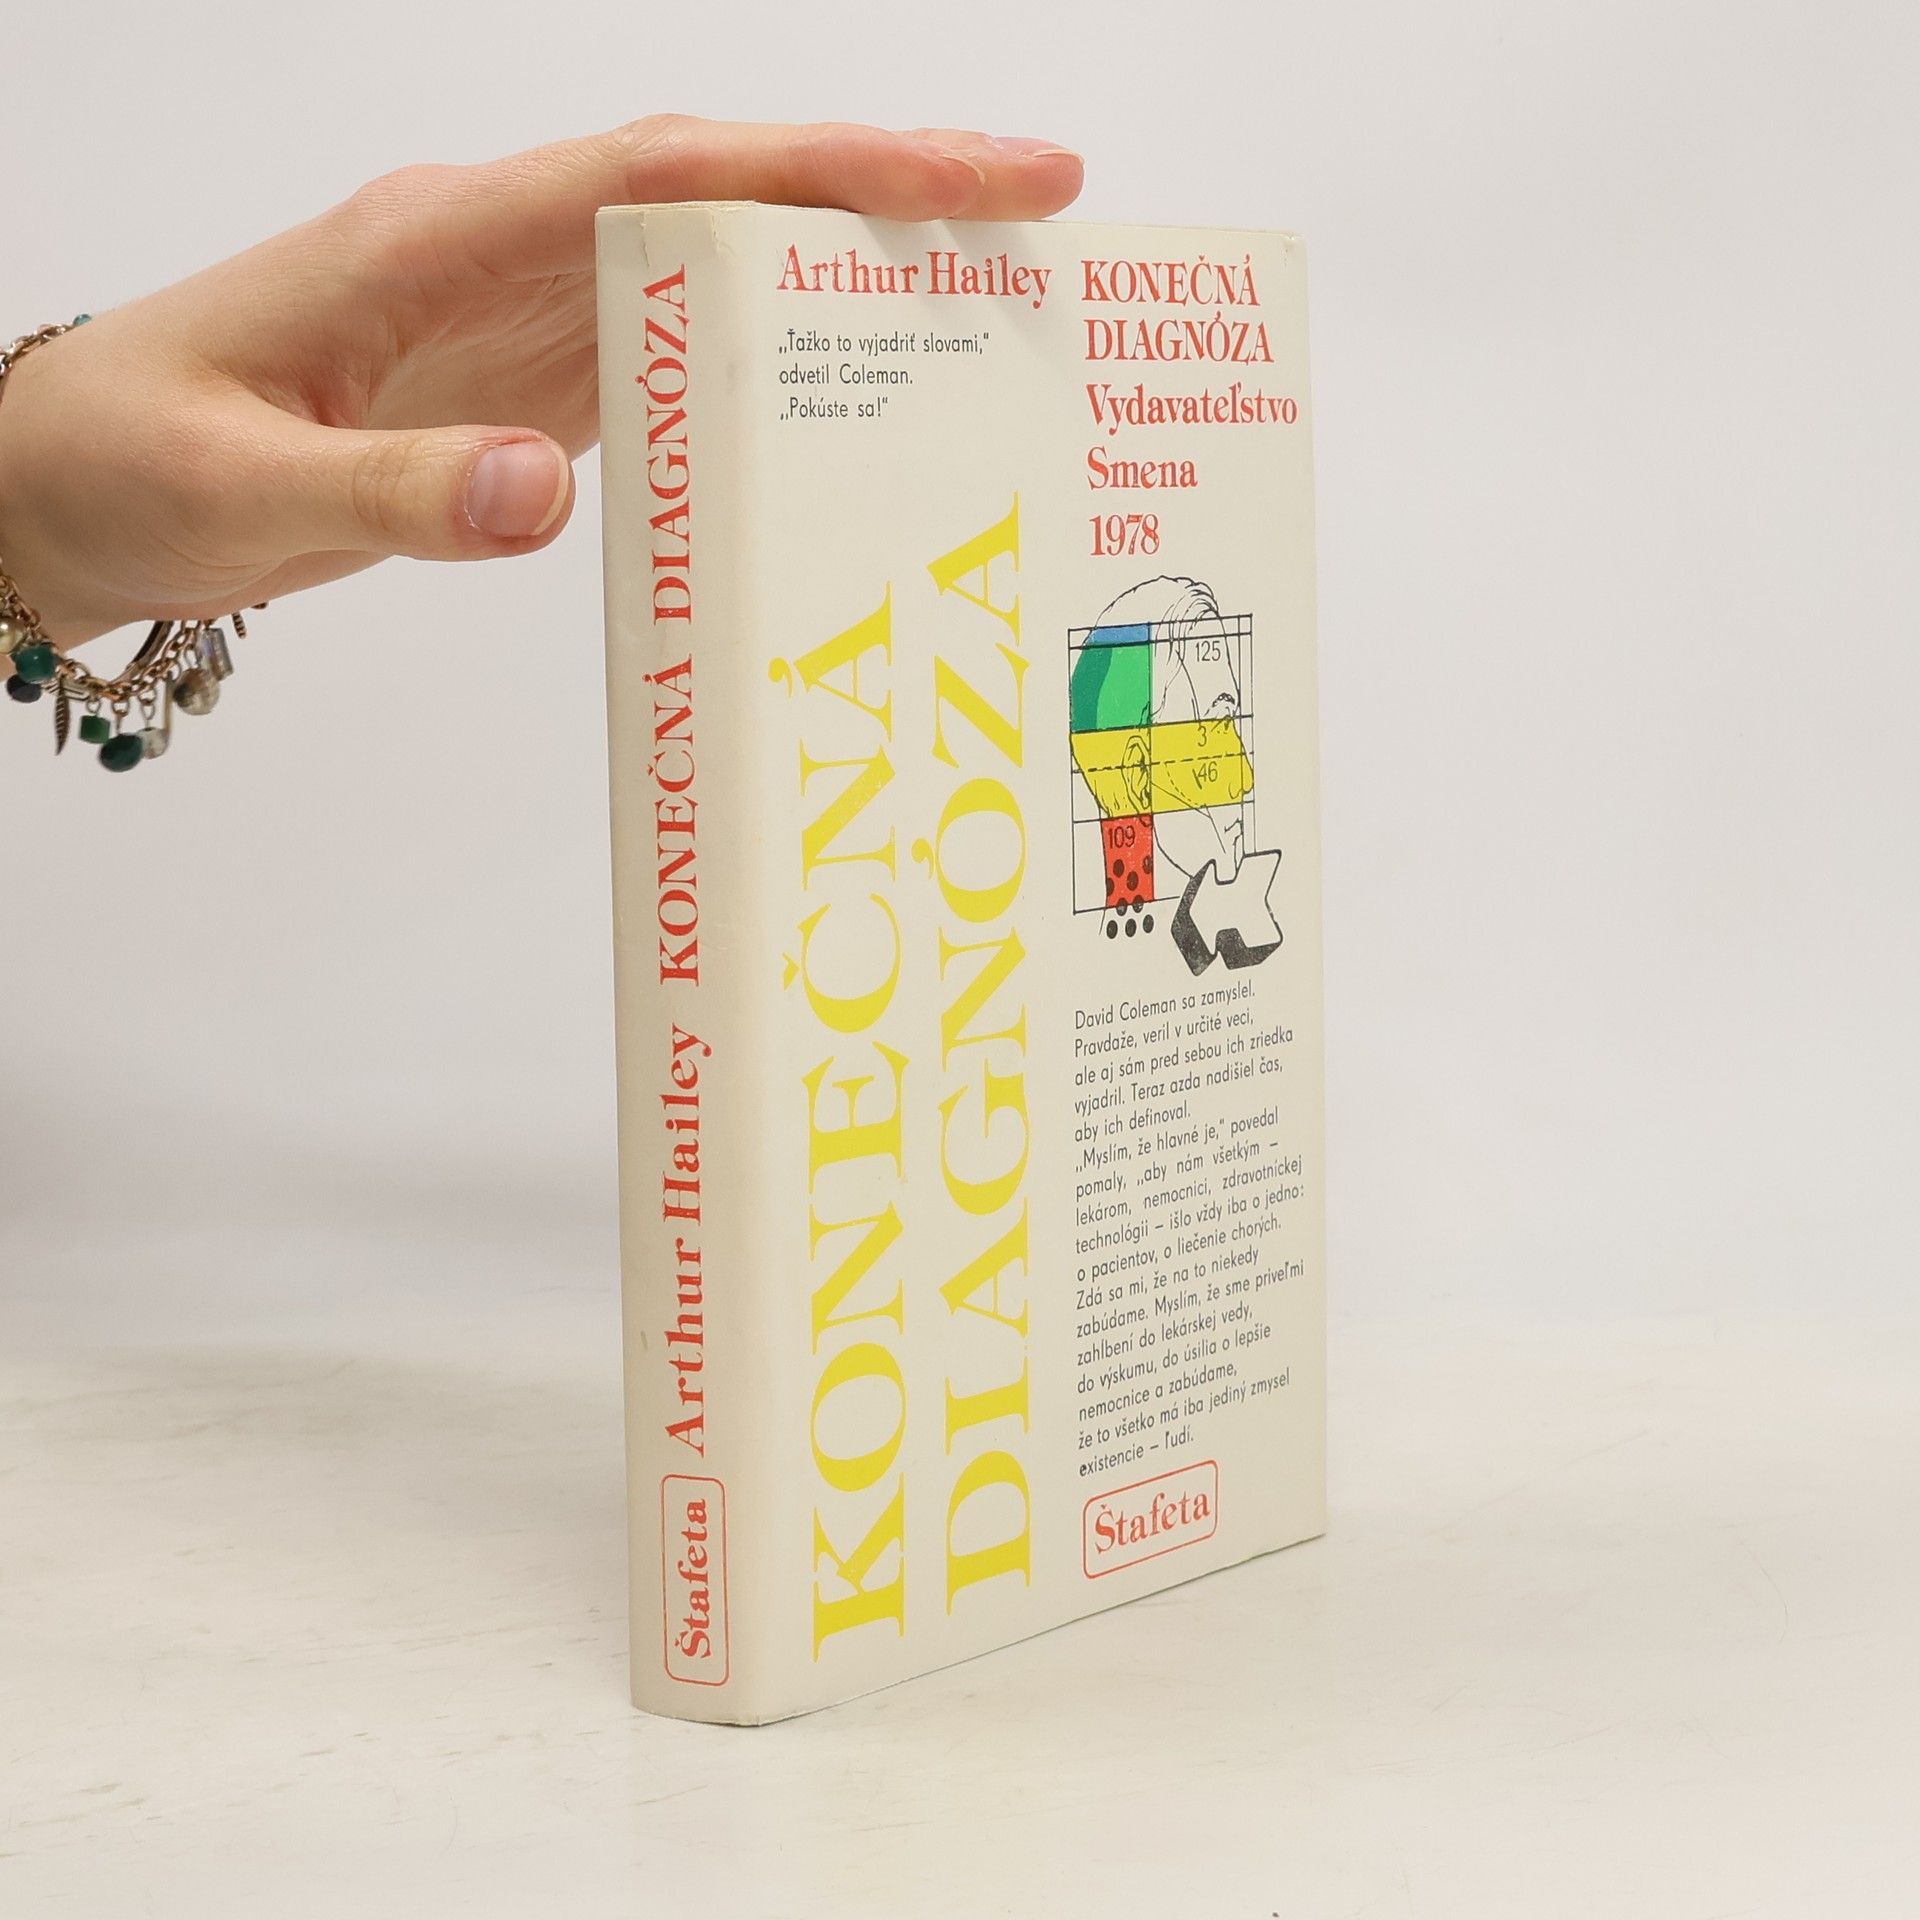 Štafeta Arthur Hailey KONEČNÁ DIAGNÓZA
Arthur Hailey
„Ťažko to vyjadriť slovami,“
odvetil Coleman.
„Pokúste sa!“
KONEČNÁ
DIAGNÓZA
KONEČNÁ
DIAGNÓZA
Vydavateľstvo
Smena
1978
125
3
46
109
David Coleman sa zamyslel.
Pravdaže, veril v určité veci,
ale aj sám pred sebou ich zriedka
vyjadril. Teraz azda nadišiel čas,
aby ich definoval.
„Myslím, že hlavné je,“ povedal
pomaly, „aby nám všetkým –
lekárom, nemocnici, zdravotníckej
technológii – išlo vždy iba o jedno:
o pacientov, o liečenie chorých.
Zdá sa mi, že na to niekedy
zabúdame. Myslím, že sme priveľmi
zahĺbení do lekárskej vedy,
do výskumu, do úsilia o lepšie
nemocnice a zabúdame,
že to všetko má iba jediný zmysel
existencie – ľudí.
Štafeta